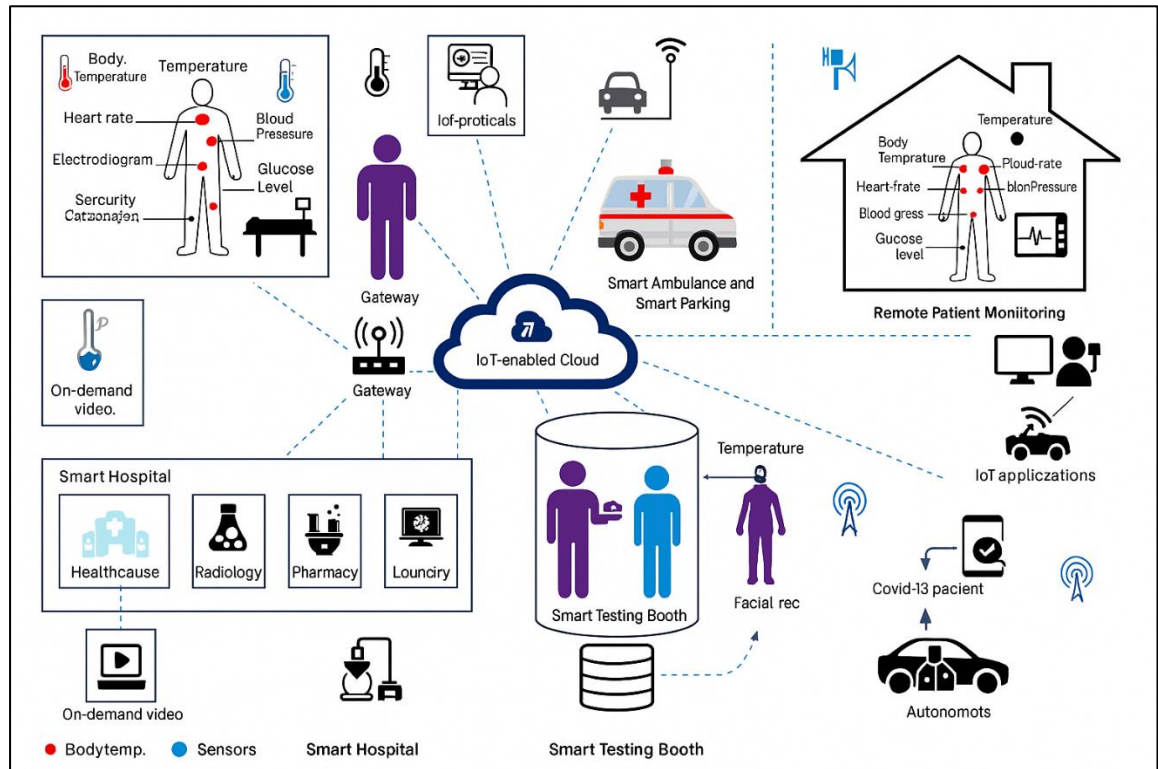 Body.
Temperature
Temperature
Heart rate
Bloud
Presesure
Electrodiogram
Glucose
Level
Sercurity
Iof-proticals
Gateway
Smart Ambulance and
Smart Parking
Temperature
Body
Temprature
Ploud-rate
Heart-frate
blonPressure
Blood gress
Gucose
level
Remote Patient Moniitoring
On-demand
video.
Gateway
IoT-enabled Cloud
IoT appliczations
Smart Hospital
Healthcause
Radiology
Pharmacy
Lounciry
Temperature
Smart Testing Booth
Facial rec
Covid-13 pacient
Autonomots
On-demand video
Bodytemp.
Sensors
Smart Hospital
Smart Testing Booth